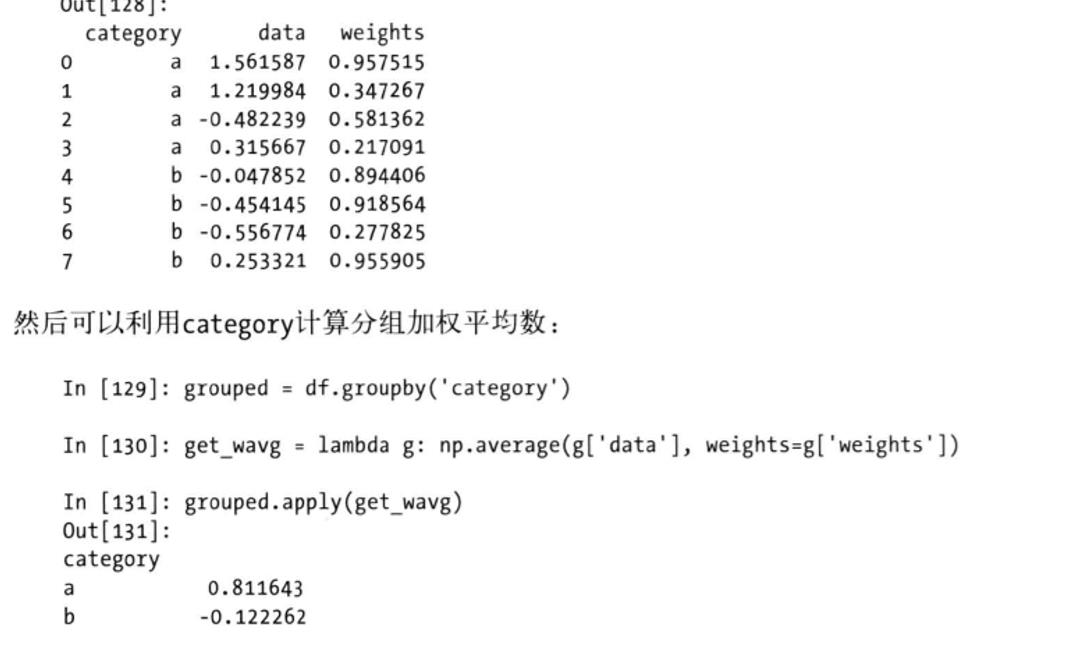 Out[128]:
category data weights
0 a 1.561587 0.957515
1 a 1.219984 0.347267
2 a -0.482239 0.581362
3 a 0.315667 0.217091
4 b -0.047852 0.894406
5 b -0.454145 0.918564
6 b -0.556774 0.277825
7 b 0.253321 0.955905
然后可以利用category计算分组加权平均数：
In [129]: grouped = df.groupby('category')
In [130]: get_wavg = lambda g: np.average(g['data'], weights=g['weights'])
In [131]: grouped.apply(get_wavg)
Out[131]:
category
a 0.811643
b -0.122262